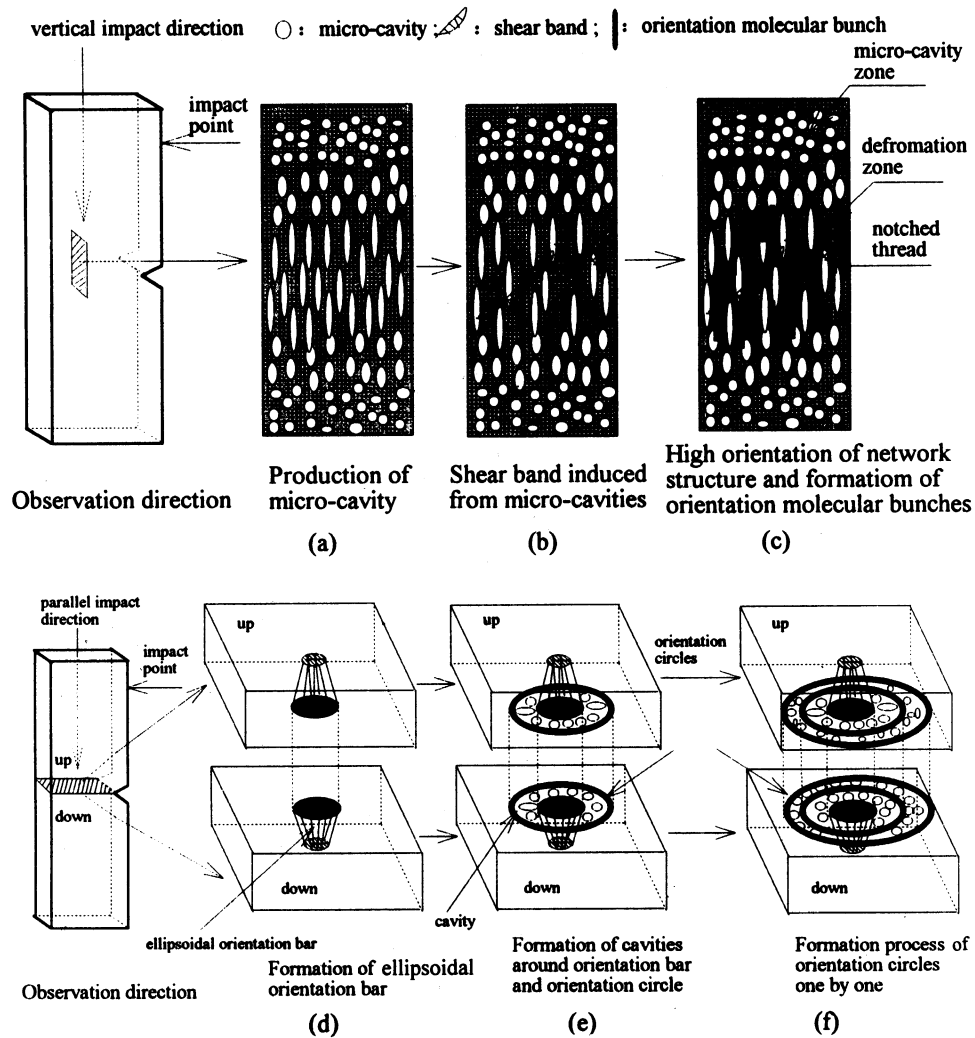 vertical impact direction
: micro-cavity ; : shear band ; : orientation molecular bunch
micro-cavity
zone
impact
point
defromation
zone
notched
thread
Observation direction
Production of
micro-cavity
(a)
Shear band induced
from micro-cavities
(b)
High orientation of network
structure and formatiom of
orientation molecular bunches
(c)
parallel impact
direction
impact
point
up
down
Observation direction
up
down
ellipsoidal orientation bar
Formation of ellipsoidal
orientation bar
(d)
up
orientation
circles
down
cavity
Formation of cavities
around orientation bar
and orientation circle
(e)
up
down
Formation process of
orientation circles
one by one
(f)